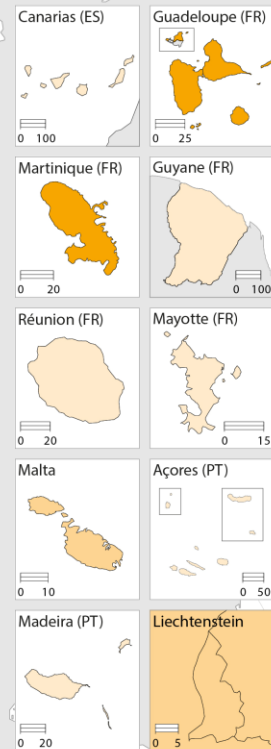 Canarias (ES)
0 100
Guadeloupe (FR)
0 25
Martinique (FR)
0 20
Guyane (FR)
0 100
Réunion (FR)
0 20
Mayotte (FR)
0 15
Malta
0 10
Açores (PT)
0 50
Madeira (PT)
0 20
Liechtenstein
0 5